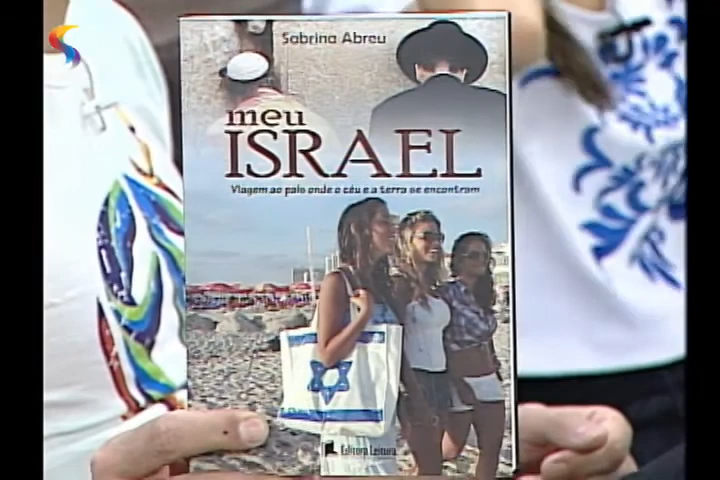 Sabrina Abreu
meu
ISRAEL
Viagem ao país onde o céu e a terra se encontram
Editora Leitura